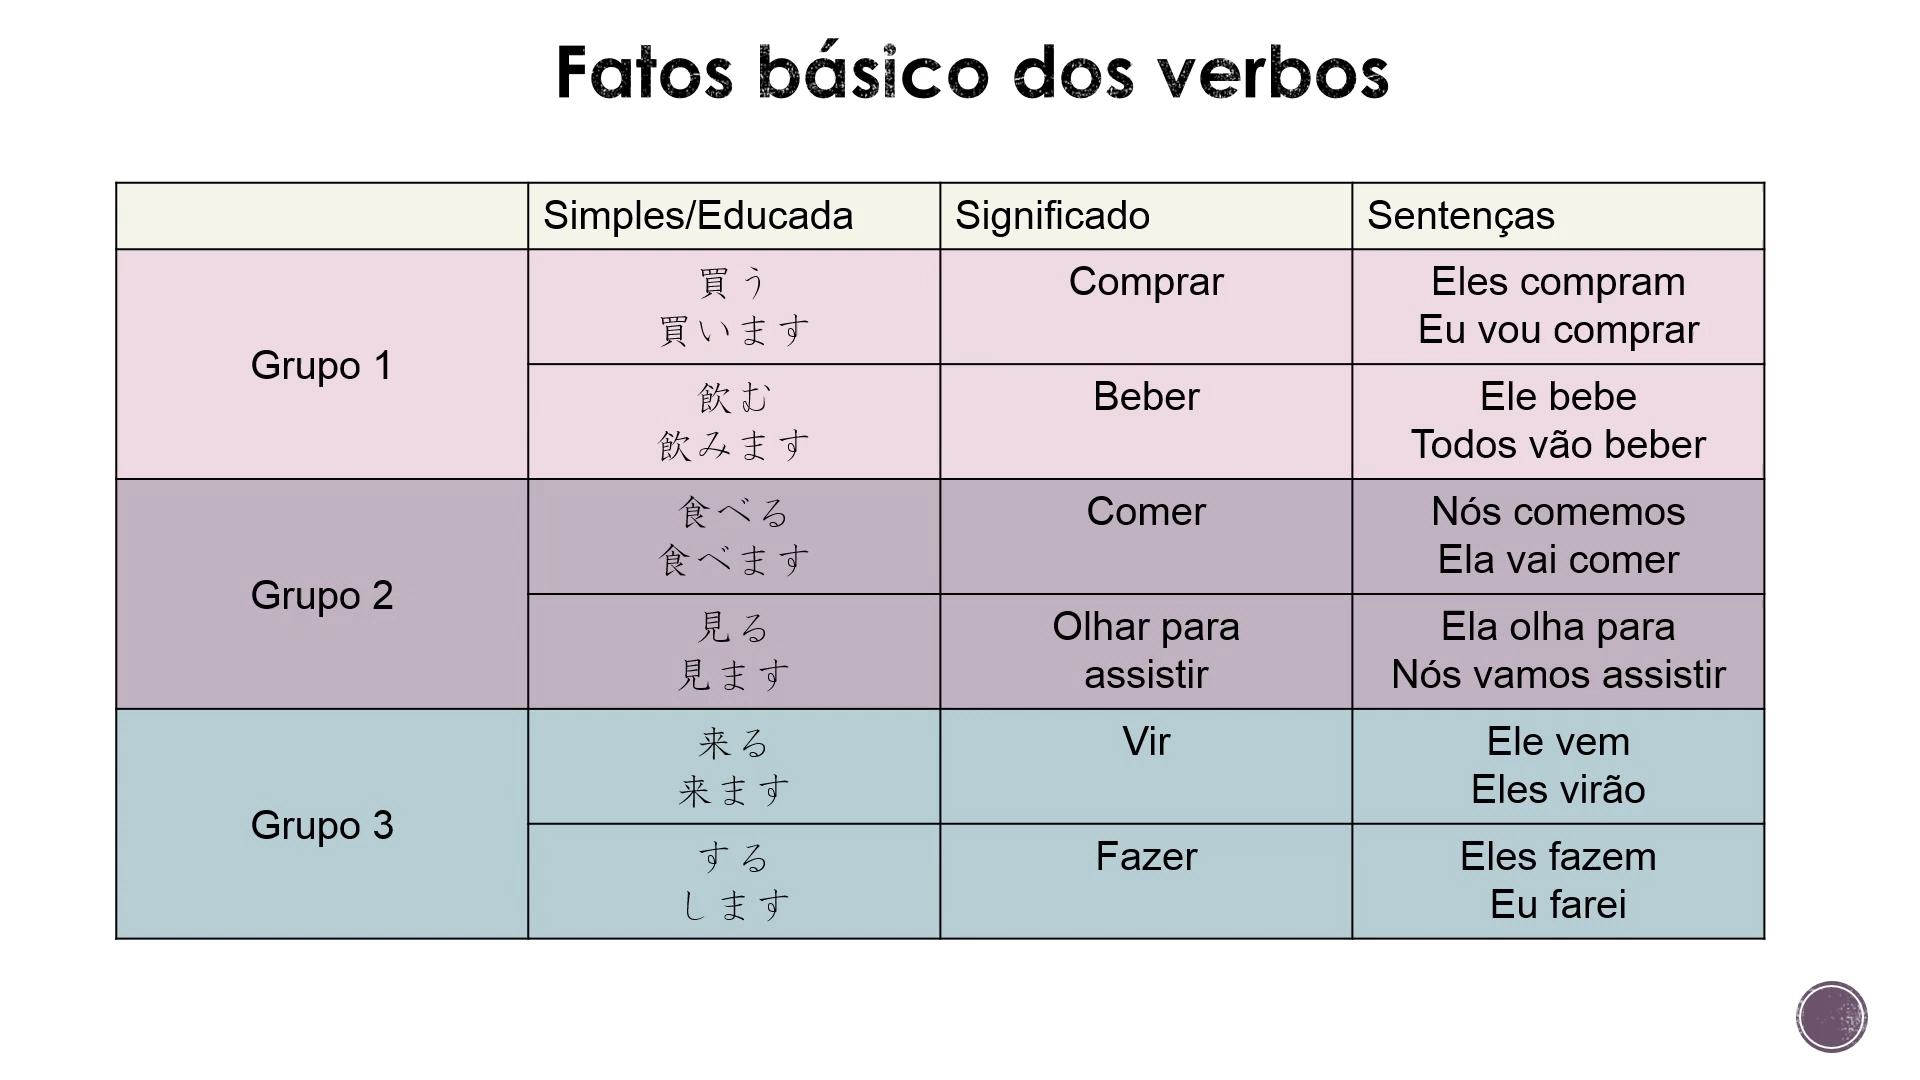 Fatos básico dos verbos
Simples/Educada
Significado
Sentenças
Grupo 1
買う
買います
Comprar
Eles compram
Eu vou comprar
飲む
飲みます
Beber
Ele bebe
Todos vão beber
Grupo 2
食べる
食べます
Comer
Nós comemos
Ela vai comer
見る
見ます
Olhar para
assistir
Ela olha para
Nós vamos assistir
Grupo 3
来る
来ます
Vir
Ele vem
Eles virão
する
します
Fazer
Eles fazem
Eu farei